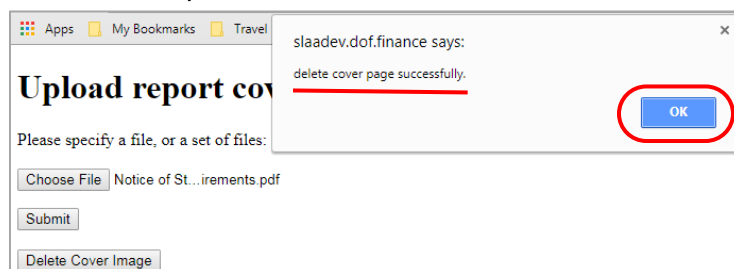 Apps My Bookmarks Travel
slaadev.dof.finance says:
×
delete cover page successfully.
OK
Upload report cov
Please specify a file, or a set of files:
Choose File Notice of St...irements.pdf
Submit
Delete Cover Image